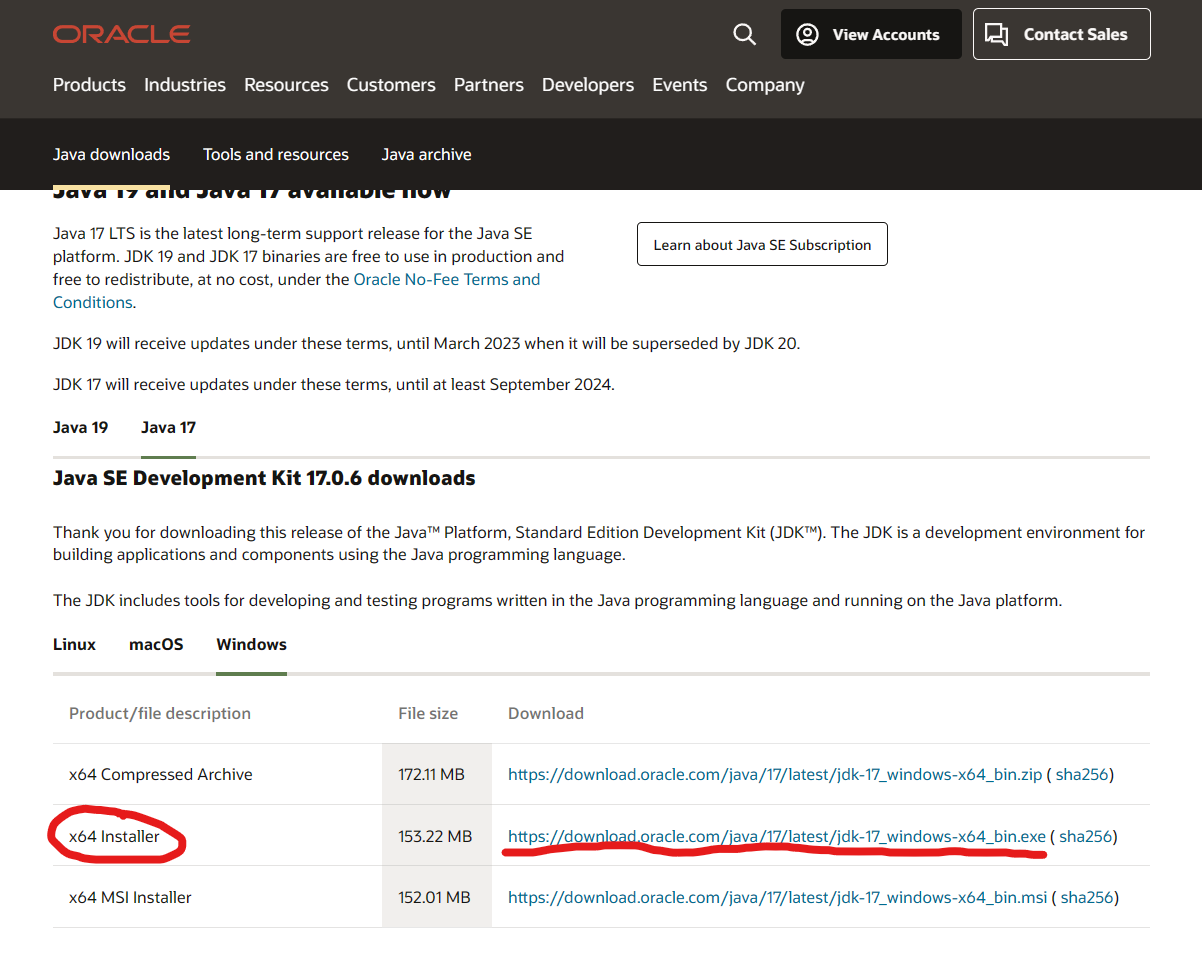 ORACLE
View Accounts
Contact Sales
Products Industries Resources Customers Partners Developers Events Company
Java downloads Tools and resources Java archive
Java 19 and Java 17 available now
Java 17 LTS is the latest long-term support release for the Java SE
platform. JDK 19 and JDK 17 binaries are free to use in production and
free to redistribute, at no cost, under the Oracle No-Fee Terms and
Conditions.
Learn about Java SE Subscription
JDK 19 will receive updates under these terms, until March 2023 when it will be superseded by JDK 20.
JDK 17 will receive updates under these terms, until at least September 2024.
Java 19 Java 17
Java SE Development Kit 17.0.6 downloads
Thank you for downloading this release of the Java™ Platform, Standard Edition Development Kit (JDK™). The JDK is a development environment for
building applications and components using the Java programming language.
The JDK includes tools for developing and testing programs written in the Java programming language and running on the Java platform.
Linux macOS Windows
Product/file description File size Download
x64 Compressed Archive 172.11 MB https://download.oracle.com/java/17/latest/jdk-17_windows-x64_bin.zip ( sha256)
x64 Installer 153.22 MB https://download.oracle.com/java/17/latest/jdk-17_windows-x64_bin.exe ( sha256)
x64 MSI Installer 152.01 MB https://download.oracle.com/java/17/latest/jdk-17_windows-x64_bin.msi ( sha256)